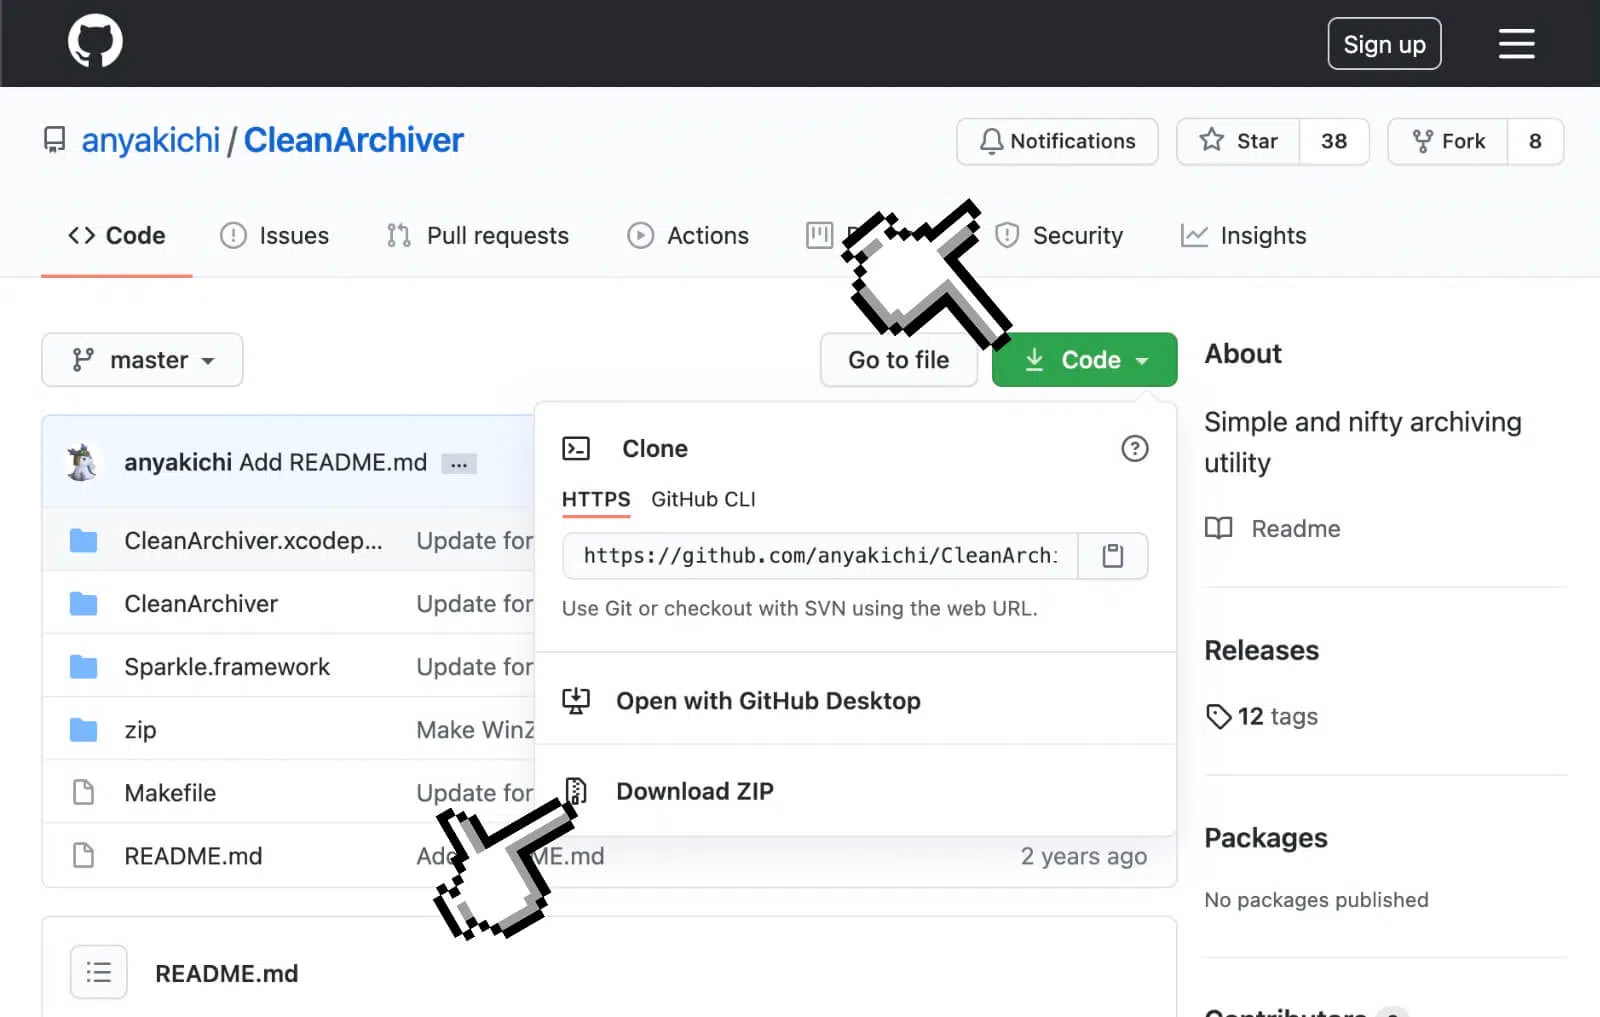 Sign up
anyakichi / CleanArchiver
Notifications
Star 38
Fork 8
Code
Issues
Pull requests
Actions
Security
Insights
master
Go to file
Code
anyakichi Add README.md ...
CleanArchiver.xcodep... Update for
CleanArchiver Update for
Sparkle.framework Update for
zip Make WinZ
Makefile Update for
README.md ME.md 2 years ago
Clone
HTTPS GitHub CLI
https://github.com/anyakichi/CleanArch
Use Git or checkout with SVN using the web URL.
Open with GitHub Desktop
Download ZIP
README.md
About
Simple and nifty archiving
utility
Readme
Releases
12 tags
Packages
No packages published